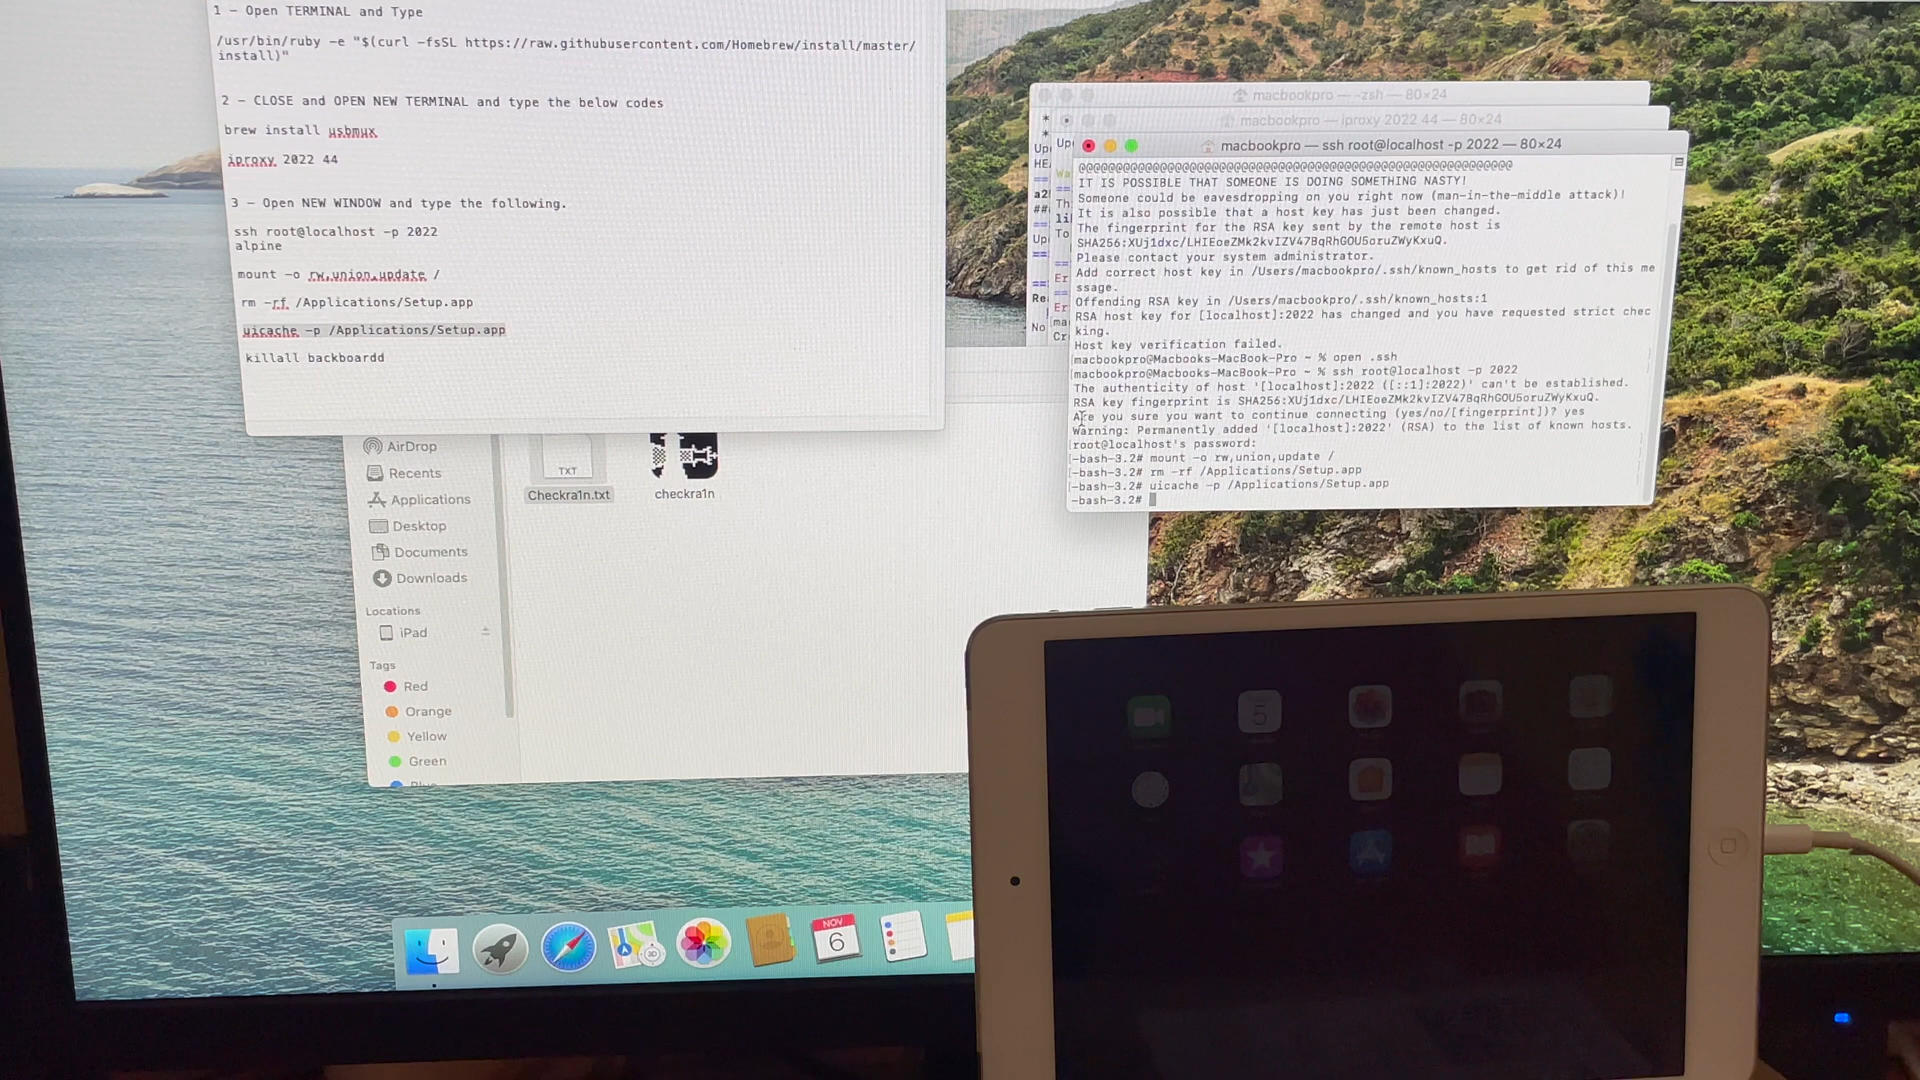 1 – Open TERMINAL and Type
/usr/bin/ruby -e "$(curl -fsSL https://raw.githubusercontent.com/Homebrew/install/master/
install)"
2 – CLOSE and OPEN NEW TERMINAL and type the below codes
brew install usbmux
iproxy 2022 44
3 – Open NEW WINDOW and type the following.
ssh root@localhost -p 2022
alpine
mount -o rw,union,update /
rm -rf /Applications/Setup.app
uicache -p /Applications/Setup.app
killall backboardd
macbookpro — -zsh — 80×24
macbookpro — iproxy 2022 44 — 80×24
macbookpro — ssh root@localhost -p 2022 — 80×24
@@@@@@@@@@@@@@@@@@@@@@@@@@@@@@@@@@@@@@@@@@@@@@@@@@@@@@@@@@@
IT IS POSSIBLE THAT SOMEONE IS DOING SOMETHING NASTY!
Someone could be eavesdropping on you right now (man-in-the-middle attack)!
It is also possible that a host key has just been changed.
The fingerprint for the RSA key sent by the remote host is
SHA256:XUj1dxc/LHIEoeZMk2kvIZV47BqRhGOU5oruZWyKxuQ.
Please contact your system administrator.
Add correct host key in /Users/macbookpro/.ssh/known_hosts to get rid of this me
ssage.
Offending RSA key in /Users/macbookpro/.ssh/known_hosts:1
RSA host key for [localhost]:2022 has changed and you have requested strict chec
king.
Host key verification failed.
macbookpro@Macbooks-MacBook-Pro ~ % open .ssh
macbookpro@Macbooks-MacBook-Pro ~ % ssh root@localhost -p 2022
The authenticity of host '[localhost]:2022 ([::1]:2022)' can't be established.
RSA key fingerprint is SHA256:XUj1dxc/LHIEoeZMk2kvIZV47BqRhGOU5oruZWyKxuQ.
Are you sure you want to continue connecting (yes/no/[fingerprint])? yes
Warning: Permanently added '[localhost]:2022' (RSA) to the list of known hosts.
root@localhost's password:
-bash-3.2# mount -o rw,union,update /
-bash-3.2# rm -rf /Applications/Setup.app
-bash-3.2# uicache -p /Applications/Setup.app
-bash-3.2#
AirDrop
Recents
Applications
Desktop
Documents
Downloads
Locations
iPad
Tags
Red
Orange
Yellow
Green
Blue
TXT
Checkra1n.txt
checkra1n
NOV
6
3D
5